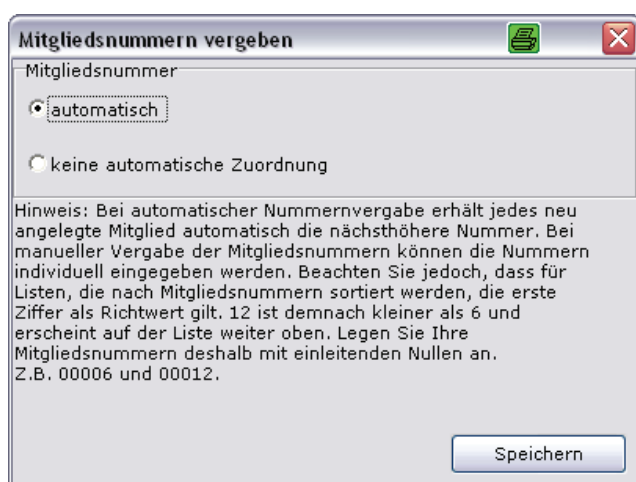 Mitgliedsnummern vergeben
Mitgliedsnummer
automatisch
keine automatische Zuordnung
Hinweis: Bei automatischer Nummernvergabe erhält jedes neu
angelegte Mitglied automatisch die nächsthöhere Nummer. Bei
manueller Vergabe der Mitgliedsnummern können die Nummern
individuell eingegeben werden. Beachten Sie jedoch, dass für
Listen, die nach Mitgliedsnummern sortiert werden, die erste
Ziffer als Richtwert gilt. 12 ist demnach kleiner als 6 und
erscheint auf der Liste weiter oben. Legen Sie Ihre
Mitgliedsnummern deshalb mit einleitenden Nullen an.
Z.B. 00006 und 00012.
Speichern